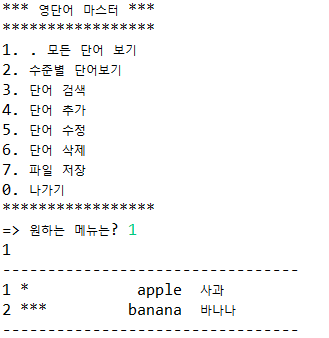 *** 영단어 마스터 ***
*****************
1. . 모든 단어 보기
2. 수준별 단어보기
3. 단어 검색
4. 단어 추가
5. 단어 수정
6. 단어 삭제
7. 파일 저장
0. 나가기
*****************
=> 원하는 메뉴는? 1
1
---------------------------------
1 * apple 사과
2 *** banana 바나나
---------------------------------